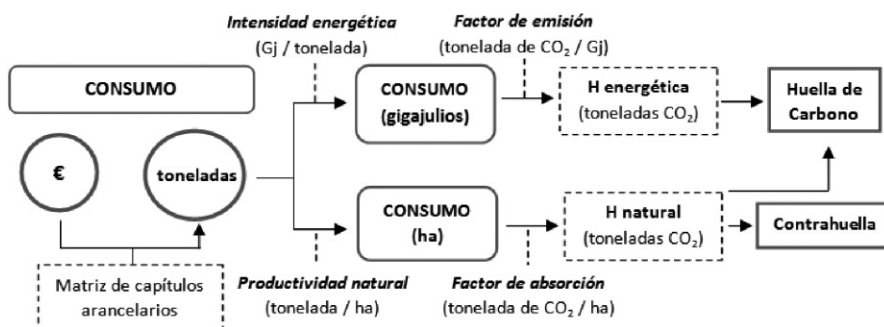 Intensidad energética
(Gj / tonelada)
Factor de emisión
(tonelada de CO₂ / Gj)
CONSUMO
CONSUMO
(gigajulios)
H energética
(toneladas CO₂)
Huella de
Carbono
€
toneladas
CONSUMO
(ha)
H natural
(toneladas CO₂)
Contrahuella
Matriz de capítulos
arancelarios
Productividad natural
(tonelada / ha)
Factor de absorción
(tonelada de CO₂ / ha)